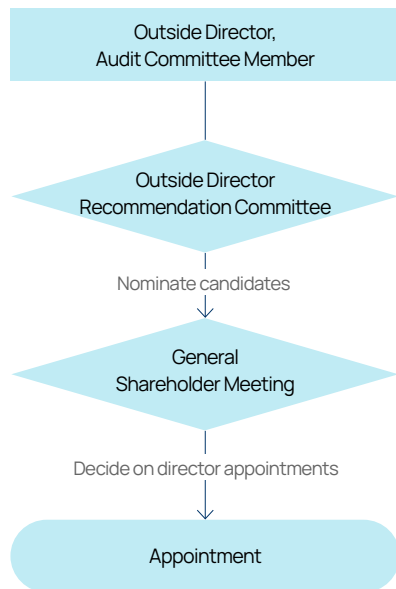 Outside Director,
Audit Committee Member
Outside Director
Recommendation Committee
Nominate candidates
General
Shareholder Meeting
Decide on director appointments
Appointment